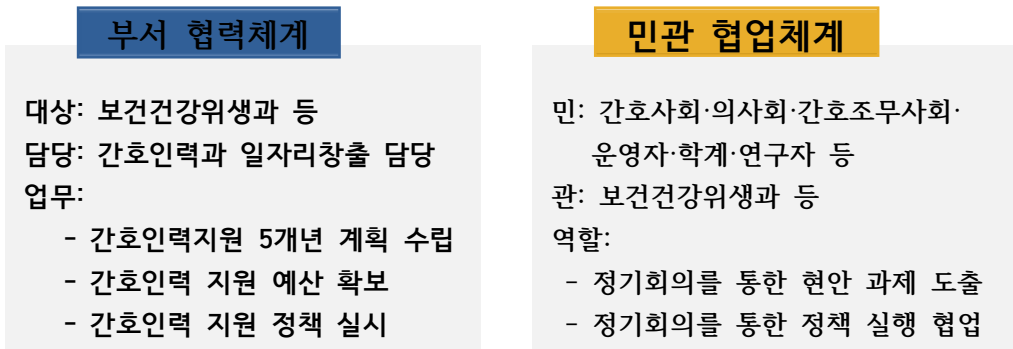 부서 협력체계
대상: 보건건강위생과 등
담당: 간호인력과 일자리창출 담당
업무:
- 간호인력지원 5개년 계획 수립
- 간호인력 지원 예산 확보
- 간호인력 지원 정책 실시
민관 협업체계
민: 간호사회·의사회·간호조무사회·
운영자·학계·연구자 등
관: 보건건강위생과 등
역할:
- 정기회의를 통한 현안 과제 도출
- 정기회의를 통한 정책 실행 협업